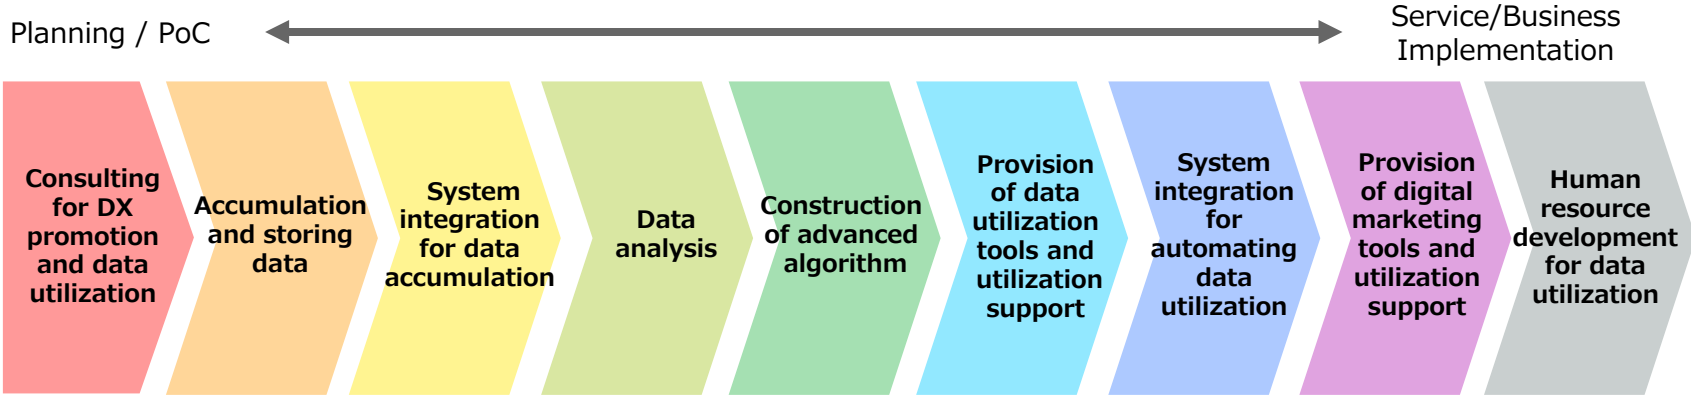 Planning / PoC
Service/Business
Implementation
Consulting
for DX
promotion
and data
utilization
Accumulation
and storing
data
System
integration
for data
accumulation
Data
analysis
Construction
of advanced
algorithm
Provision
of data
utilization
tools and
utilization
support
System
integration
for
automating
data
utilization
Provision
of digital
marketing
tools and
utilization
support
Human
resource
development
for data
utilization